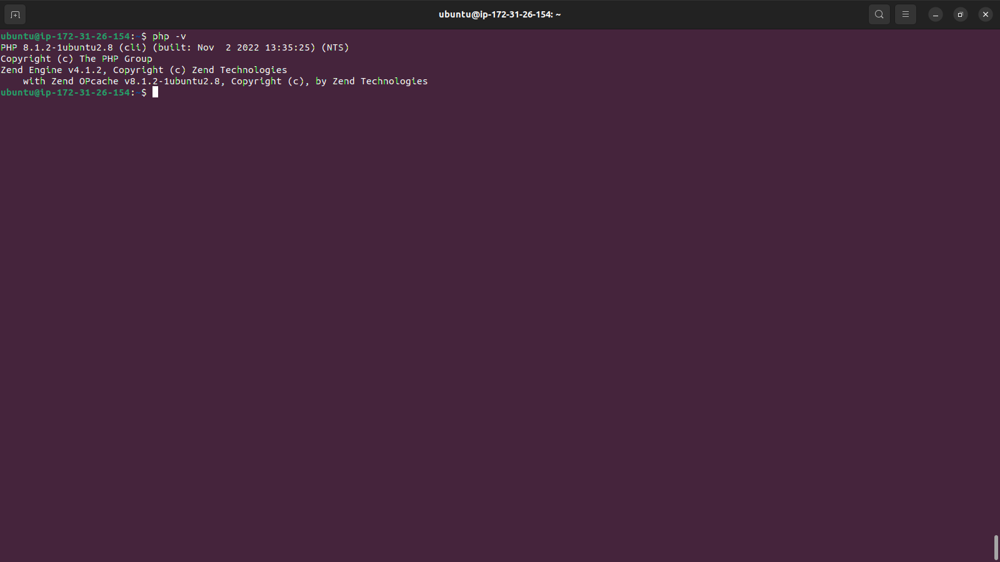 ubuntu@ip-172-31-26-154: ~
ubuntu@ip-172-31-26-154:~$ php -v
PHP 8.1.2-1ubuntu2.8 (cli) (built: Nov  2 2022 13:35:25) (NTS)
Copyright (c) The PHP Group
Zend Engine v4.1.2, Copyright (c) Zend Technologies
    with Zend OPcache v8.1.2-1ubuntu2.8, Copyright (c), by Zend Technologies
ubuntu@ip-172-31-26-154:~$